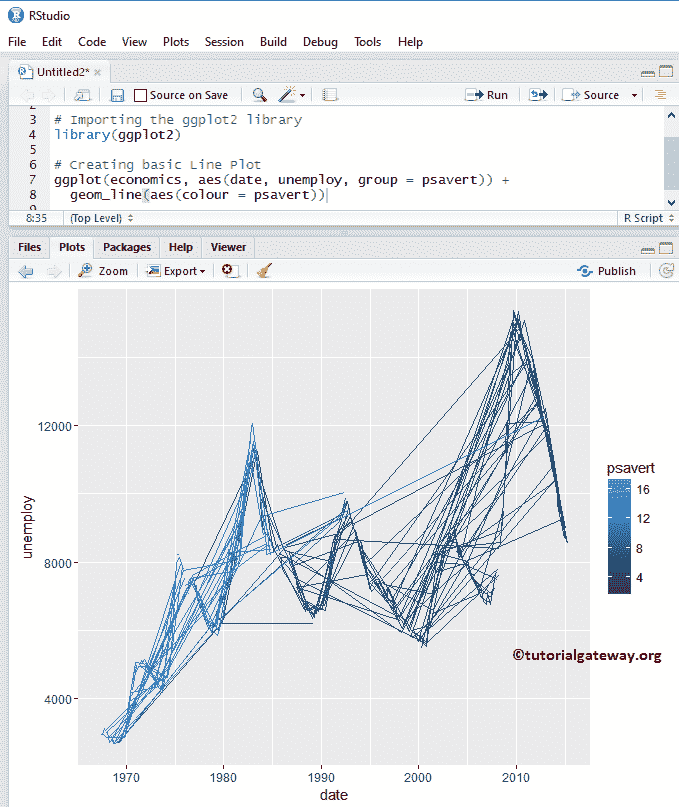 RStudio
File Edit Code View Plots Session Build Debug Tools Help
Untitled2*
Source on Save Run Source
3 # Importing the ggplot2 library
4 library(ggplot2)
5
6 # Creating basic Line Plot
7 ggplot(economics, aes(date, unemploy, group = psavert)) +
8 geom_line(aes(colour = psavert))
8:35 (Top Level) R Script
Files Plots Packages Help Viewer
Zoom Export Publish
12000
8000
4000
unemploy
1970 1980 1990 2000 2010
date
psavert
16
12
8
4
©tutorialgateway.org